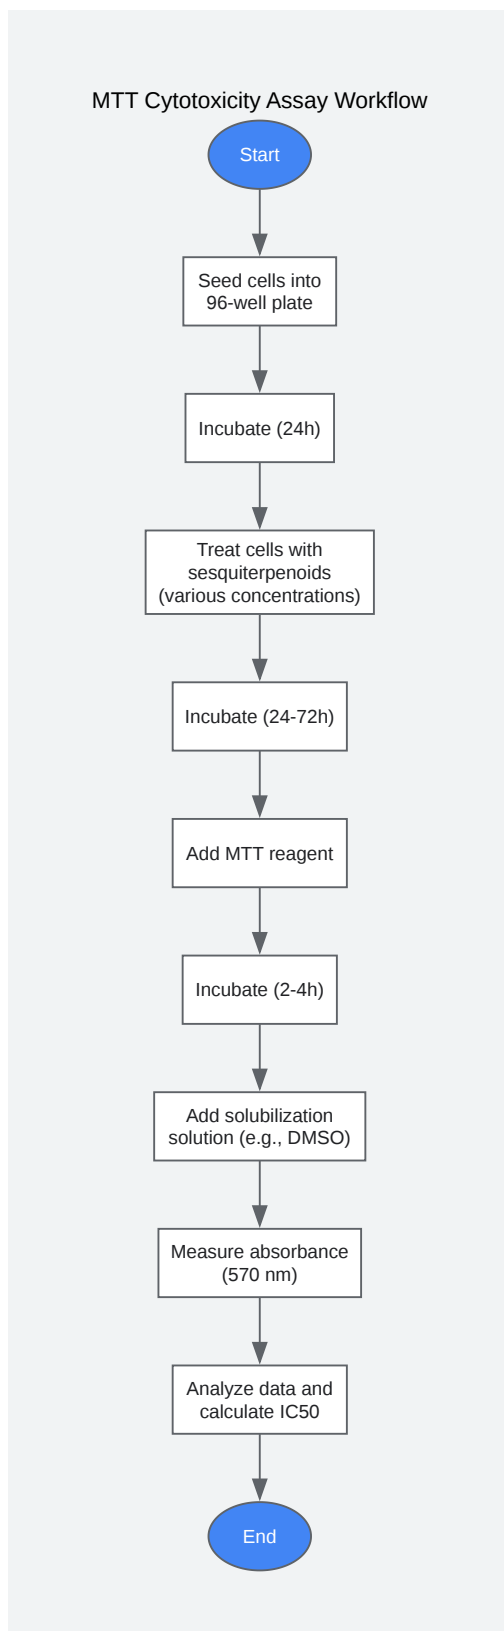 MTT Cytotoxicity Assay Workflow
Start
Seed cells into
96-well plate
Incubate (24h)
Treat cells with
sesquiterpenoids
(various concentrations)
Incubate (24-72h)
Add MTT reagent
Incubate (2-4h)
Add solubilization
solution (e.g., DMSO)
Measure absorbance
(570 nm)
Analyze data and
calculate IC50
End